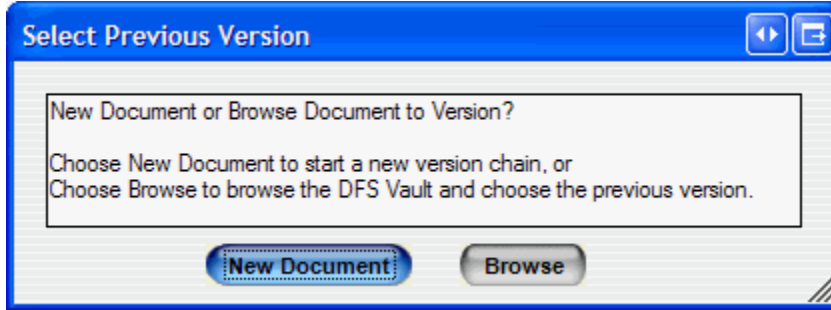 Select Previous Version
New Document or Browse Document to Version?
Choose New Document to start a new version chain, or
Choose Browse to browse the DFS Vault and choose the previous version.
New Document
Browse